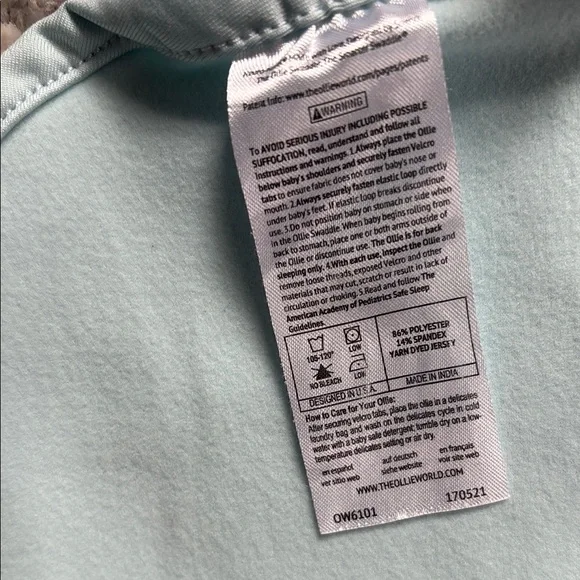 The Ollie Swaddle
Patent Info: www.theollieworld.com/pages/patents
WARNING
To AVOID SERIOUS INJURY INCLUDING POSSIBLE
SUFFOCATION, read, understand and follow all
instructions and warnings. 1.Always place the Ollie
below baby's shoulders and securely fasten Velcro
tabs to ensure fabric does not cover baby's nose or
mouth. 2.Always securely fasten elastic loop directly
under baby's feet. If elastic loop breaks discontinue
use. 3.Do not position baby on stomach or side when
in the Ollie Swaddle. When baby begins rolling from
back to stomach, place one or both arms outside of
the Ollie or discontinue use. The Ollie is for back
sleeping only. 4.With each use, inspect the Ollie and
remove loose threads, exposed Velcro and other
materials that may cut, scratch or result in lack of
circulation or choking. 5.Read and follow The
American Academy of Pediatrics Safe Sleep
Guidelines.
105-120°
LOW
NO BLEACH
LOW
86% POLYESTER
14% SPANDEX
YARN DYED JERSEY
DESIGNED IN U.S.A.
MADE IN INDIA
How to Care for Your Ollie:
After securing velcro tabs, place the ollie in a delicates
laundry bag and wash on the delicates cycle in cold
water with a baby safe detergent; tumble dry on a low-
temperature delicates setting or air dry.
en español
ver sitio web
auf deutsch
siehe website
en français
voir site web
WWW.THEOLLIEWORLD.COM
OW6101
170521